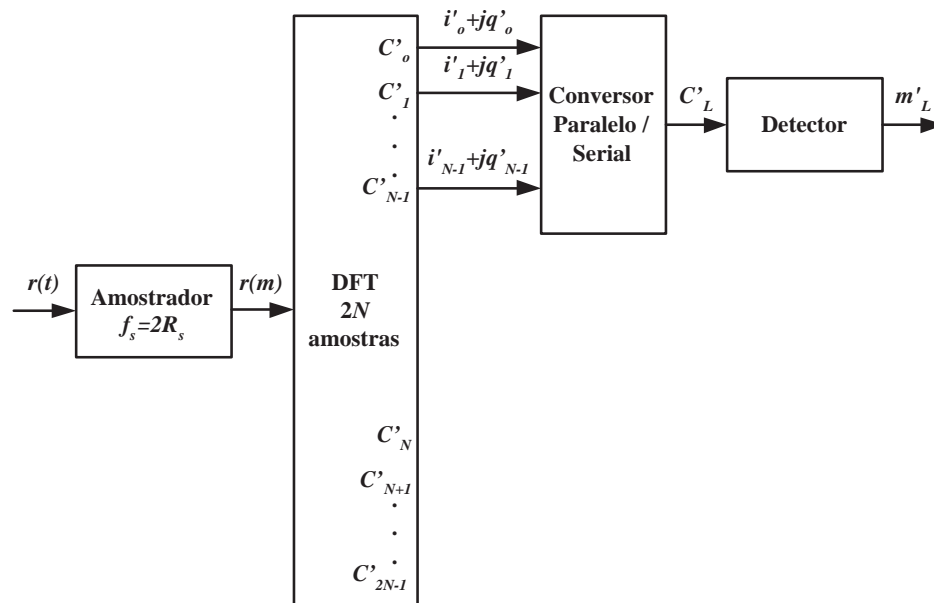 i'o+jq'o
C'o
i'1+jq'1
C'1
.
.
.
i'N-1+jq'N-1
C'N-1
Conversor
Paralelo /
Serial
C'L
Detector
m'L
r(t)
Amostrador
fs=2Rs
r(m)
DFT
2N
amostras
C'N
C'N+1
.
.
.
C'2N-1